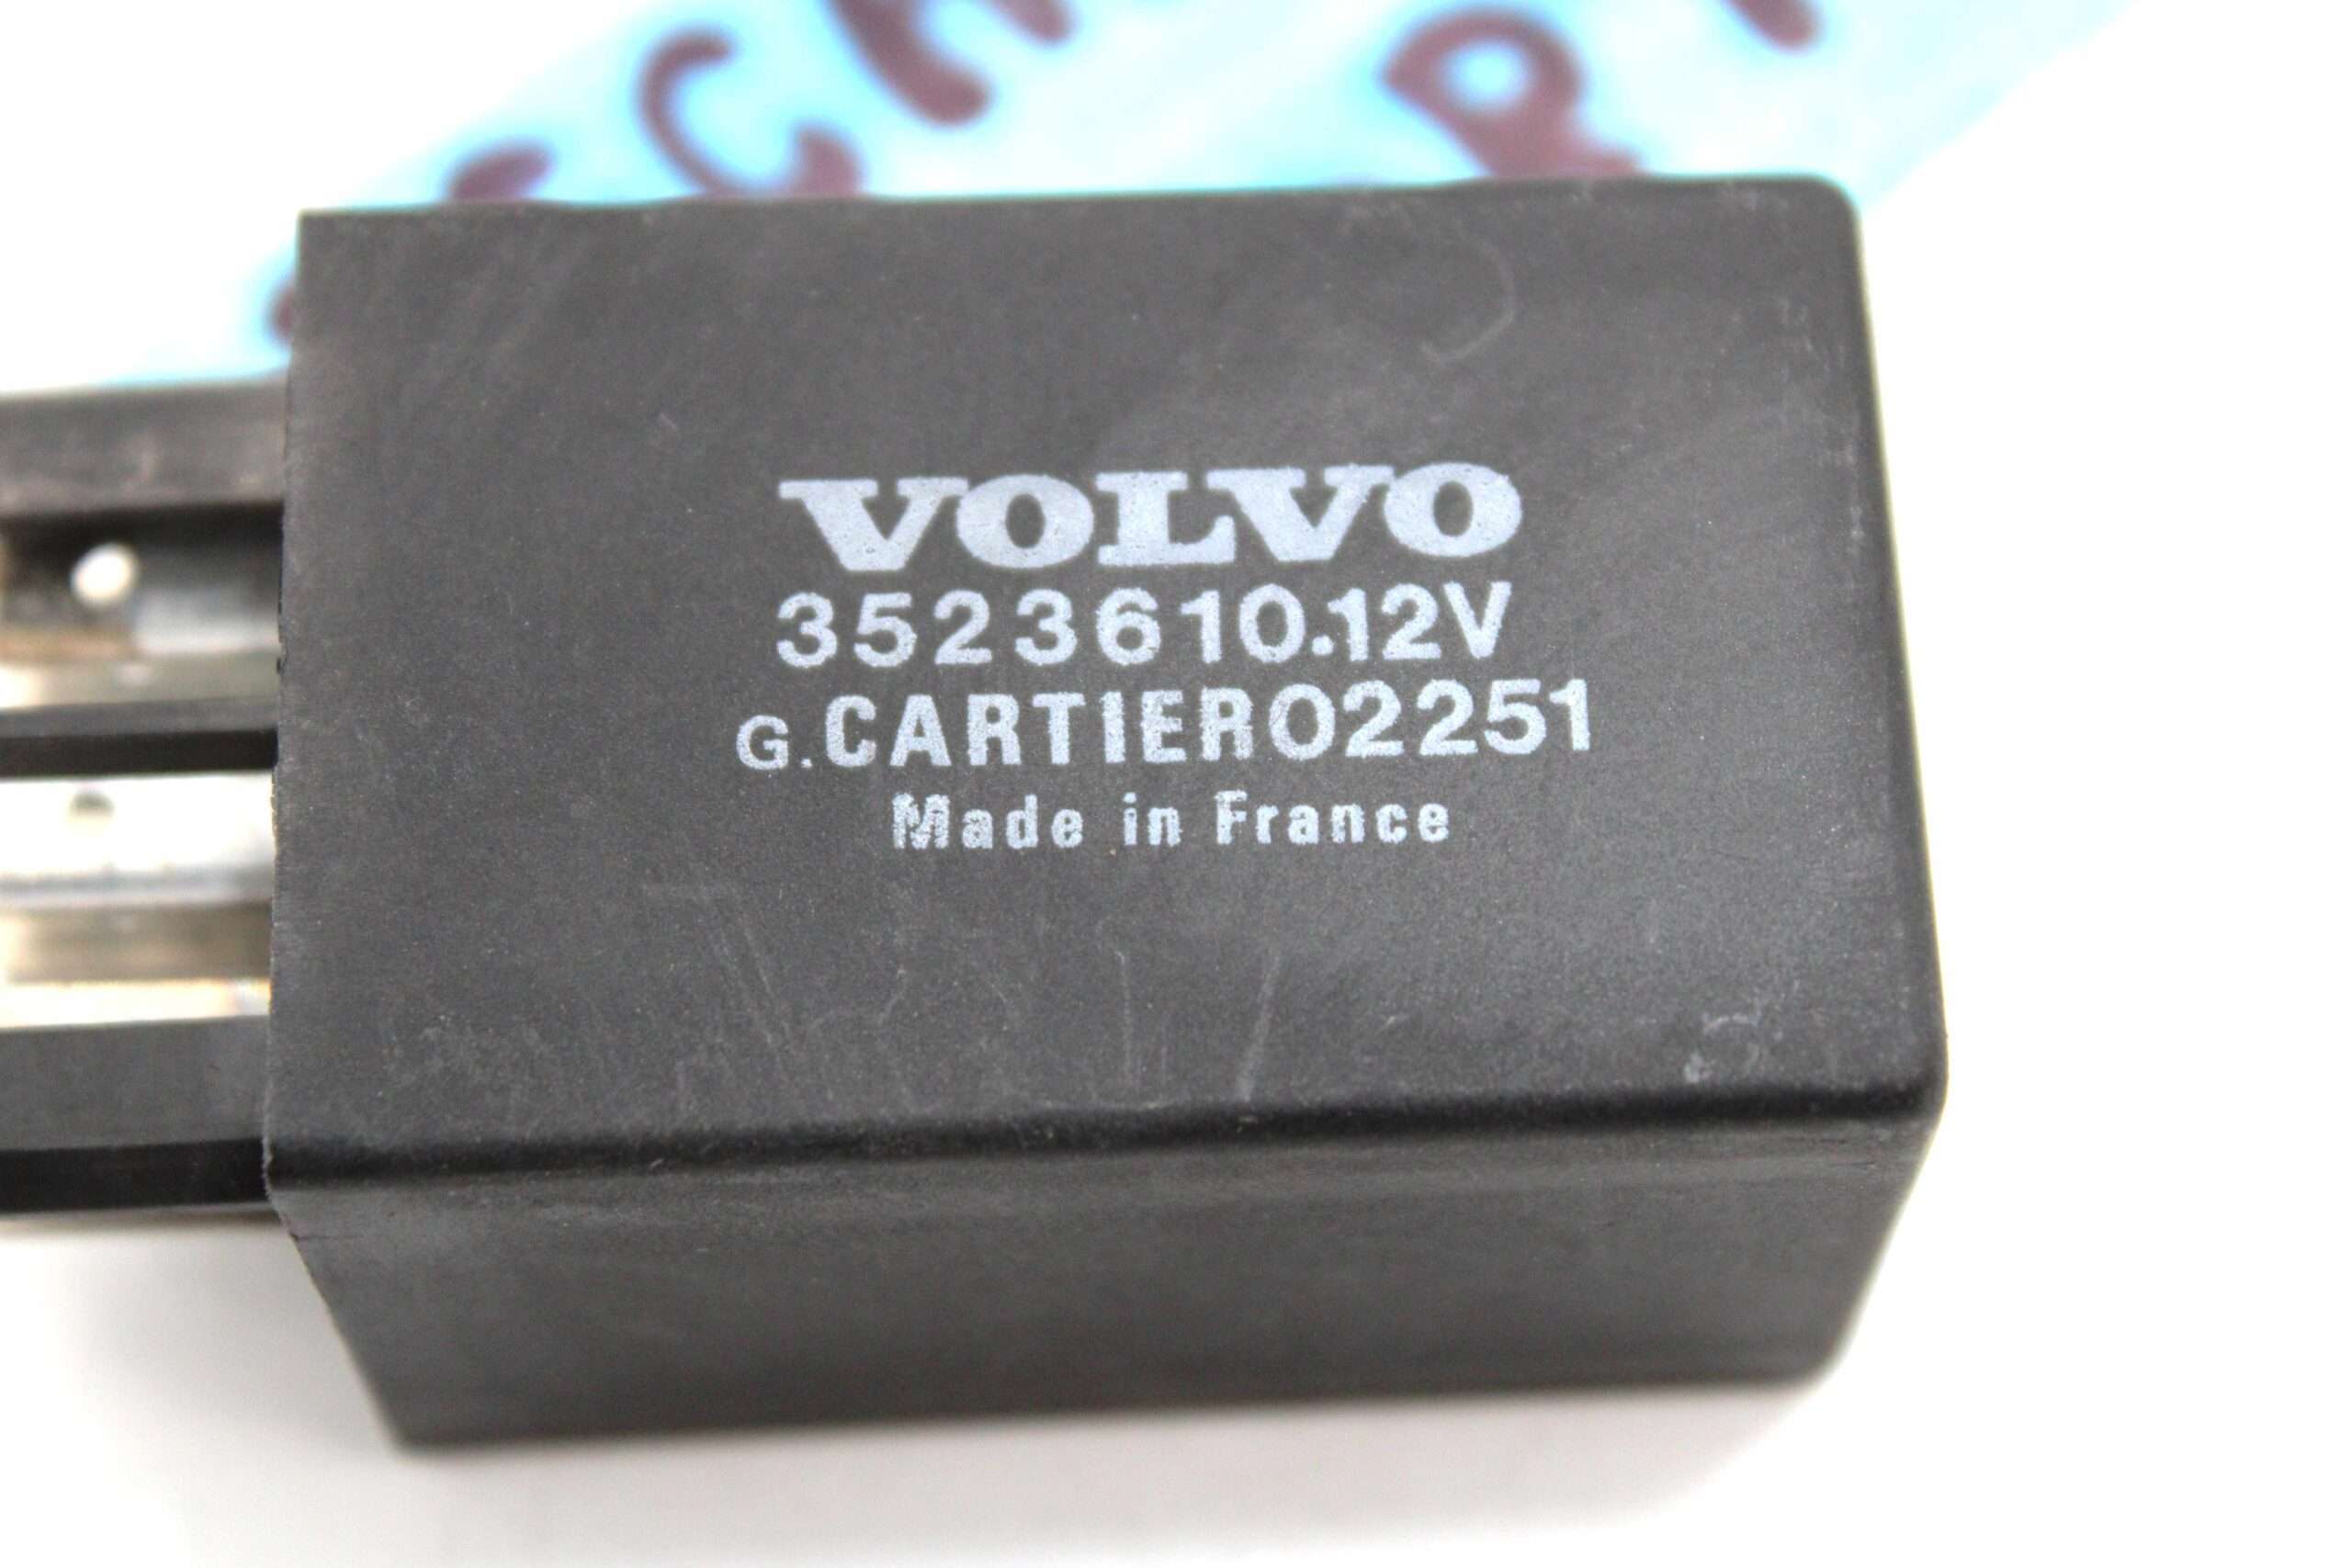 VOLVO
3523610.12V
G.CARTIER02251
Made in France